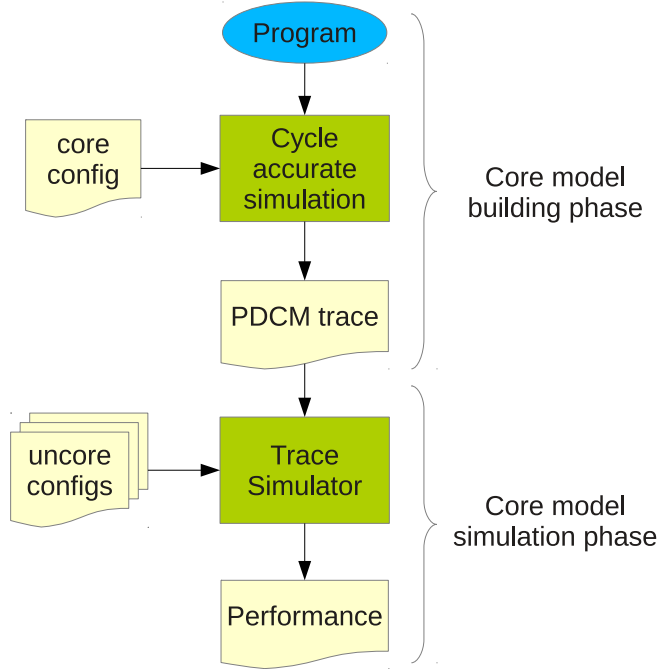 Program
core
config
Cycle
accurate
simulation
Core model
building phase
PDCM trace
uncore
configs
Trace
Simulator
Core model
simulation phase
Performance